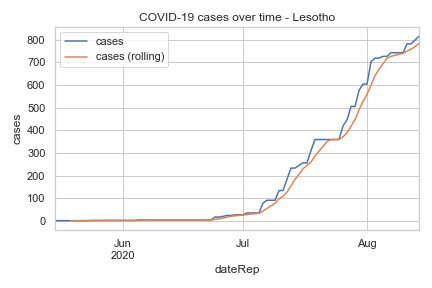 COVID-19 cases over time - Lesotho
cases
cases (rolling)
800
700
600
500
400
300
200
100
0
cases
Jun
2020
Jul
Aug
dateRep